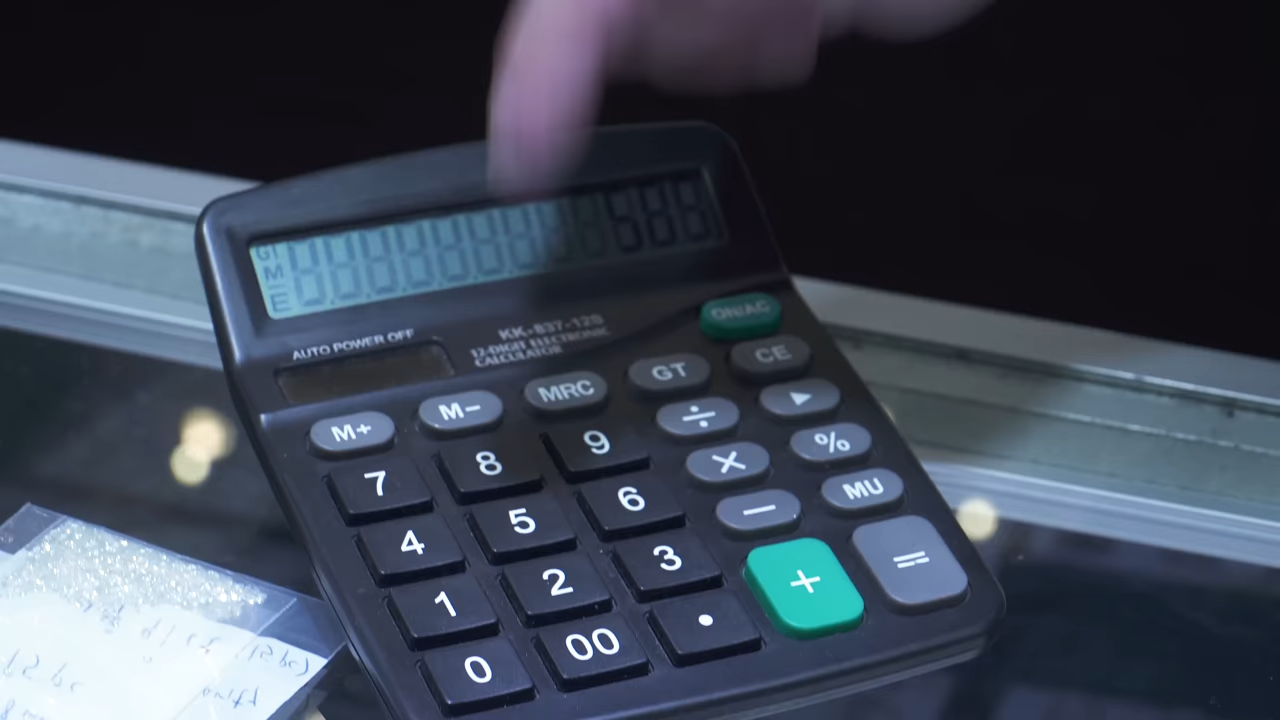 GT
M
E
AUTO POWER OFF
KK-837-12S
12-DIGIT ELECTRONIC
CALCULATOR
ON/AC
M+ M- MRC GT CE
7 8 9 ÷ ▶
4 5 6 × %
1 2 3 − MU
0 00 . + =